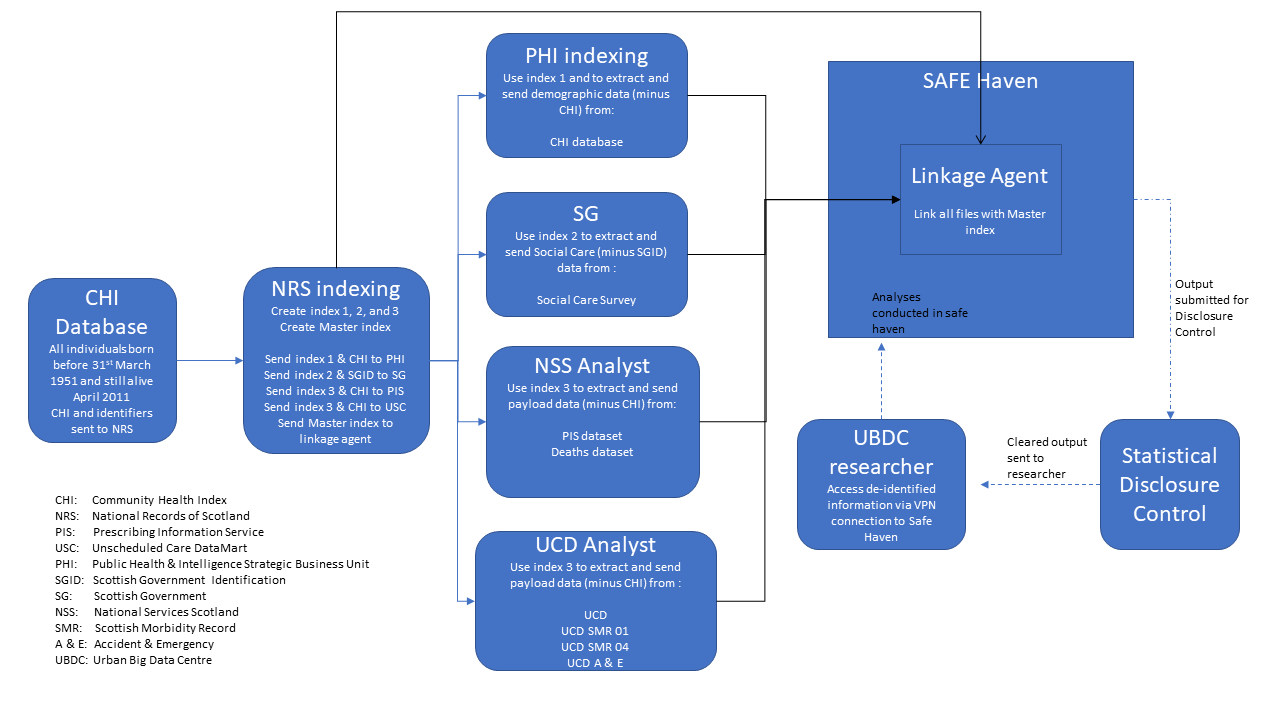 CHI
Database
All individuals born
before 31st March
1951 and still alive
April 2011
CHI and identifiers
sent to NRS
NRS indexing
Create index 1, 2, and 3
Create Master index
Send index 1 & CHI to PHI
Send index 2 & SGID to SG
Send index 3 & CHI to PIS
Send index 3 & CHI to USC
Send Master index to
linkage agent
PHI indexing
Use index 1 and to extract and
send demographic data (minus
CHI) from:
CHI database
SG
Use index 2 to extract and
send Social Care (minus SGID)
data from :
Social Care Survey
NSS Analyst
Use index 3 to extract and send
payload data (minus CHI) from:
PIS dataset
Deaths dataset
UCD Analyst
Use index 3 to extract and send
payload data (minus CHI) from :
UCD
UCD SMR 01
UCD SMR 04
UCD A & E
SAFE Haven
Linkage Agent
Link all files with Master
index
Analyses
conducted in safe
haven
Output
submitted for
Disclosure
Control
UBDC
researcher
Access de-identified
information via VPN
connection to Safe
Haven
Cleared output
sent to
researcher
Statistical
Disclosure
Control
CHI: Community Health Index
NRS: National Records of Scotland
PIS: Prescribing Information Service
USC: Unscheduled Care DataMart
PHI: Public Health & Intelligence Strategic Business Unit
SGID: Scottish Government Identification
SG: Scottish Government
NSS: National Services Scotland
SMR: Scottish Morbidity Record
A & E: Accident & Emergency
UBDC: Urban Big Data Centre